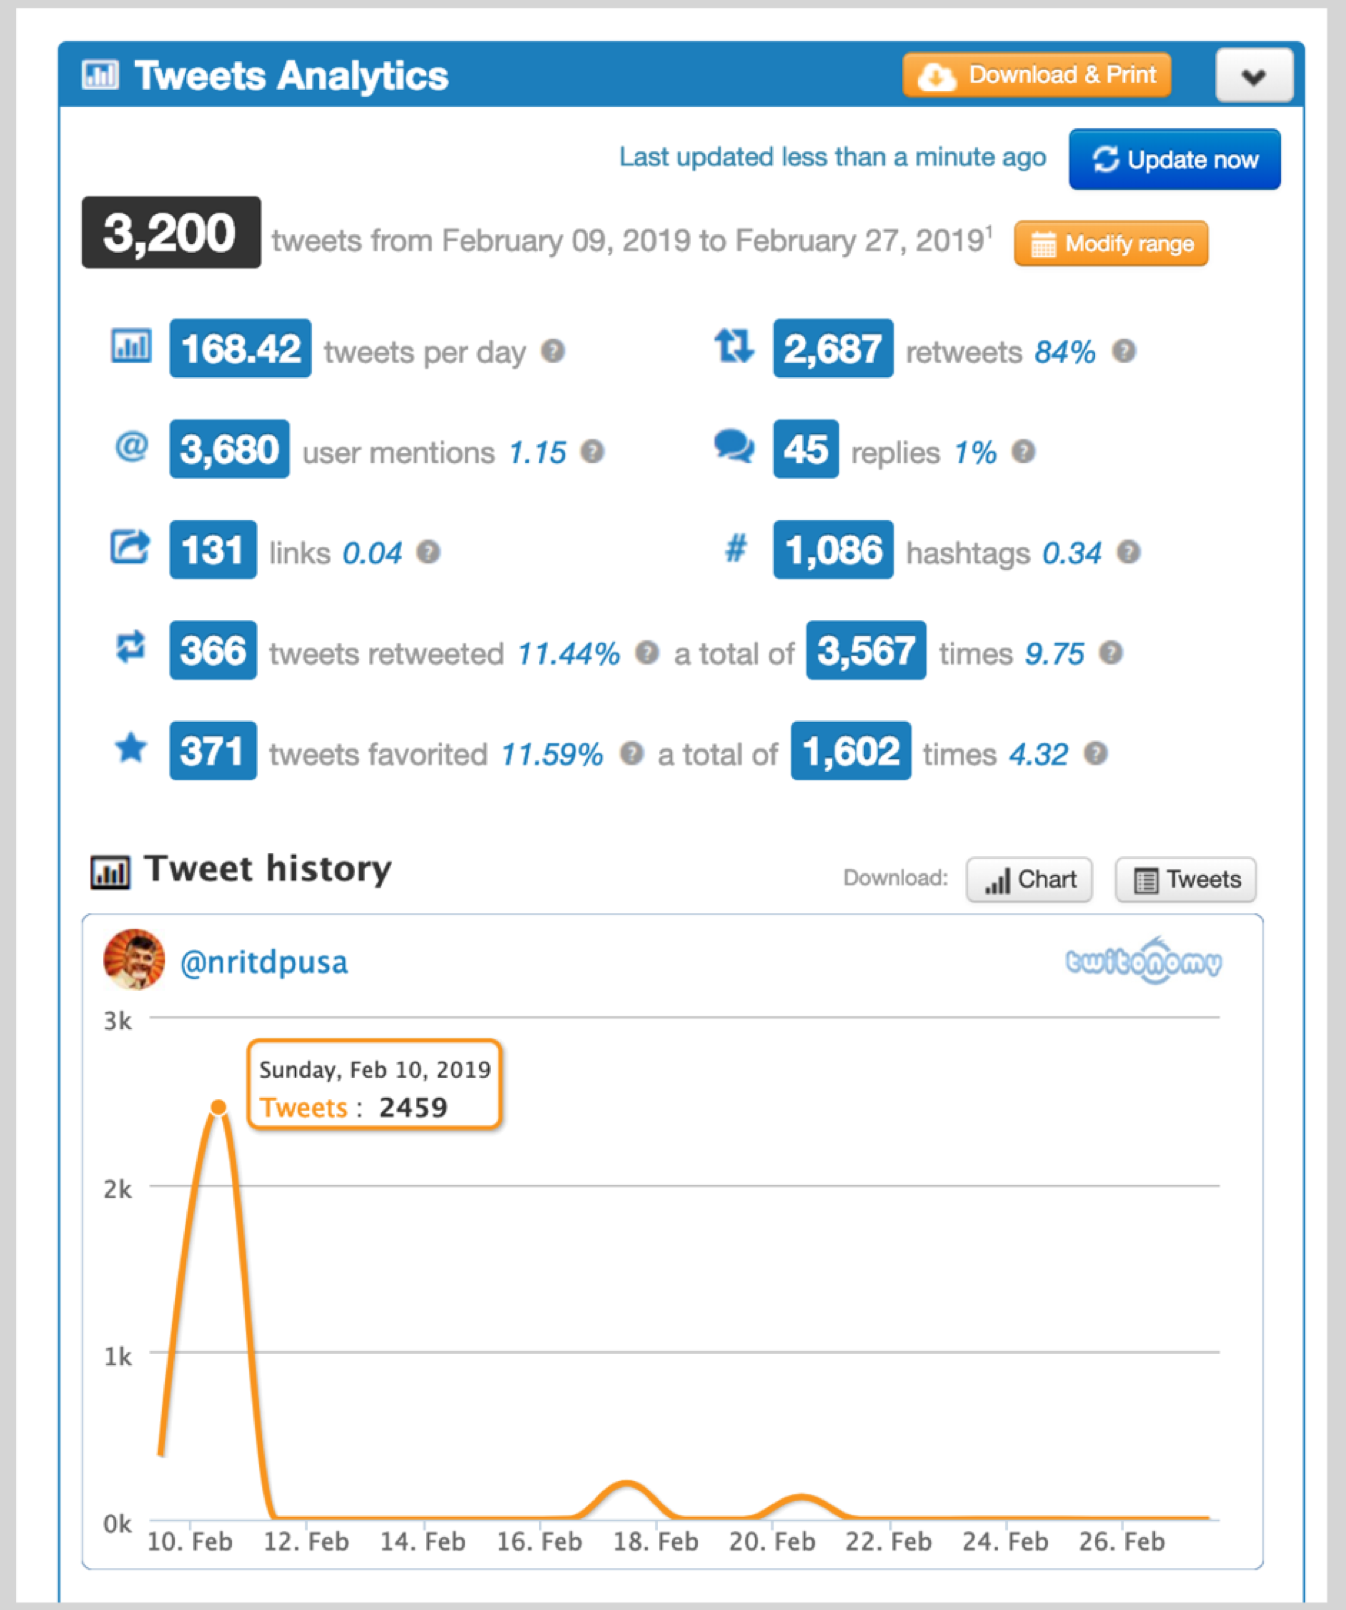 Tweets Analytics
Download & Print
Last updated less than a minute ago
Update now
3,200 tweets from February 09, 2019 to February 27, 2019¹
Modify range
168.42 tweets per day ?
2,687 retweets 84% ?
@ 3,680 user mentions 1.15 ?
45 replies 1% ?
131 links 0.04 ?
# 1,086 hashtags 0.34 ?
366 tweets retweeted 11.44% ? a total of 3,567 times 9.75 ?
371 tweets favorited 11.59% ? a total of 1,602 times 4.32 ?
Tweet history
Download: Chart Tweets
@nritdpusa
twitonomy
3k
Sunday, Feb 10, 2019
Tweets : 2459
2k
1k
0k
10. Feb 12. Feb 14. Feb 16. Feb 18. Feb 20. Feb 22. Feb 24. Feb 26. Feb